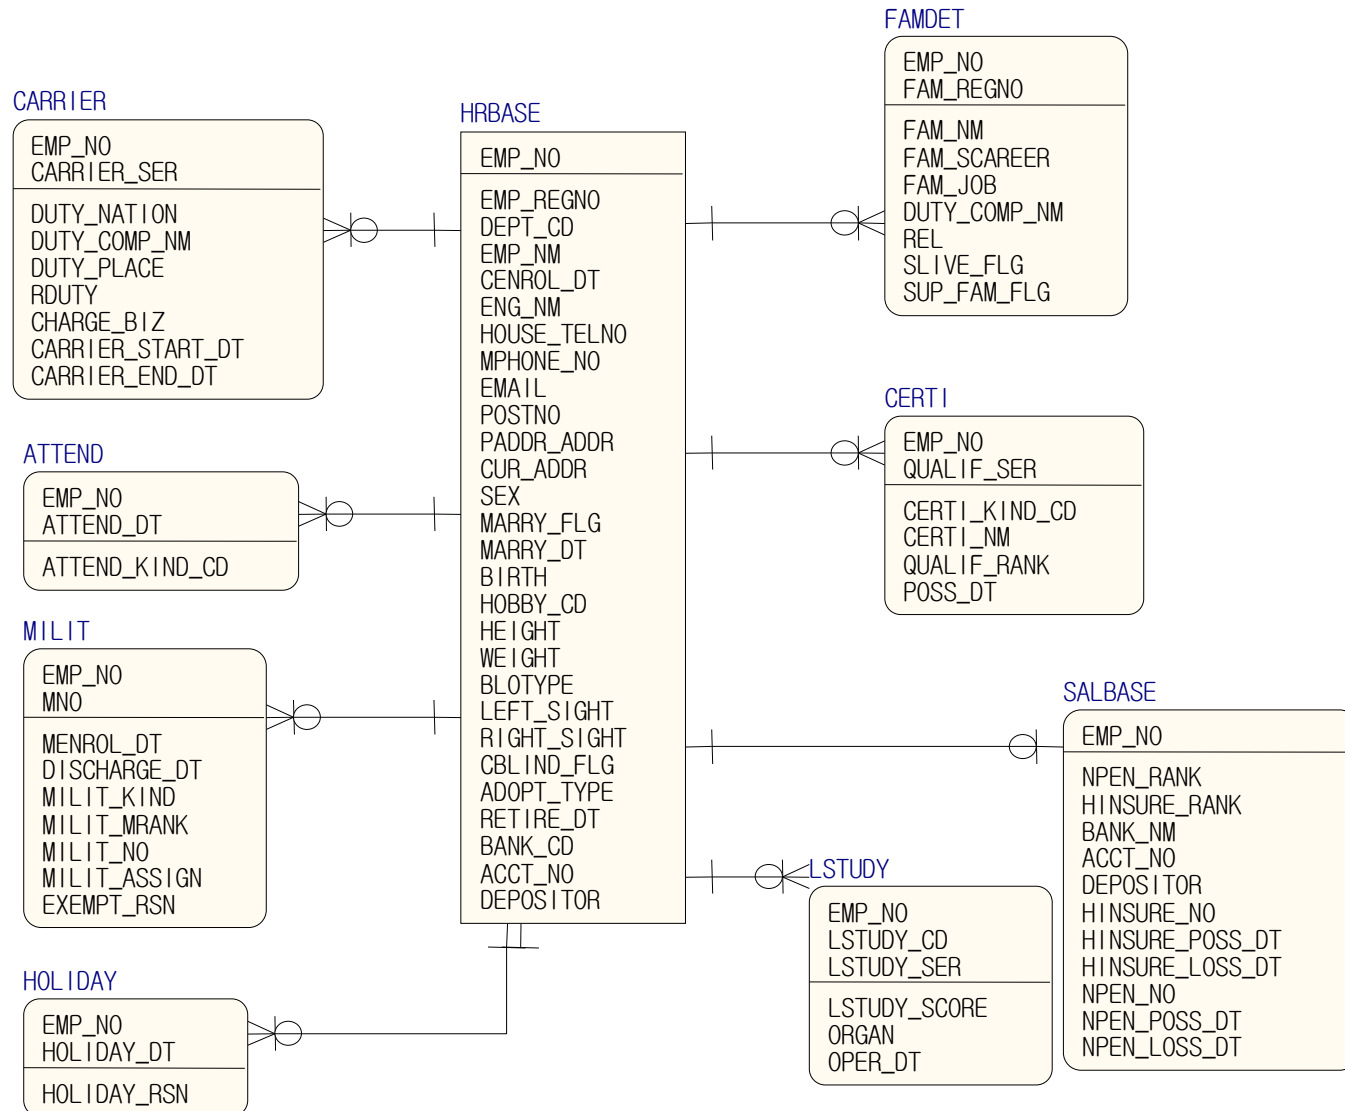 CARRIER
EMP_NO
CARRIER_SER
DUTY_NATION
DUTY_COMP_NM
DUTY_PLACE
RDUTY
CHARGE_BIZ
CARRIER_START_DT
CARRIER_END_DT
ATTEND
EMP_NO
ATTEND_DT
ATTEND_KIND_CD
MILIT
EMP_NO
MNO
MENROL_DT
DISCHARGE_DT
MILIT_KIND
MILIT_MRANK
MILIT_NO
MILIT_ASSIGN
EXEMPT_RSN
HOLIDAY
EMP_NO
HOLIDAY_DT
HOLIDAY_RSN
HRBASE
EMP_NO
EMP_REGNO
DEPT_CD
EMP_NM
CENROL_DT
ENG_NM
HOUSE_TELNO
MPHONE_NO
EMAIL
POSTNO
PADDR_ADDR
CUR_ADDR
SEX
MARRY_FLG
MARRY_DT
BIRTH
HOBBY_CD
HEIGHT
WEIGHT
BLOTYPE
LEFT_SIGHT
RIGHT_SIGHT
CBLIND_FLG
ADOPT_TYPE
RETIRE_DT
BANK_CD
ACCT_NO
DEPOSITOR
FAMDET
EMP_NO
FAM_REGNO
FAM_NM
FAM_SCAREER
FAM_JOB
DUTY_COMP_NM
REL
SLIVE_FLG
SUP_FAM_FLG
CERTI
EMP_NO
QUALIF_SER
CERTI_KIND_CD
CERTI_NM
QUALIF_RANK
POSS_DT
LSTUDY
EMP_NO
LSTUDY_CD
LSTUDY_SER
LSTUDY_SCORE
ORGAN
OPER_DT
SALBASE
EMP_NO
NPEN_RANK
HINSURE_RANK
BANK_NM
ACCT_NO
DEPOSITOR
HINSURE_NO
HINSURE_POSS_DT
HINSURE_LOSS_DT
NPEN_NO
NPEN_POSS_DT
NPEN_LOSS_DT